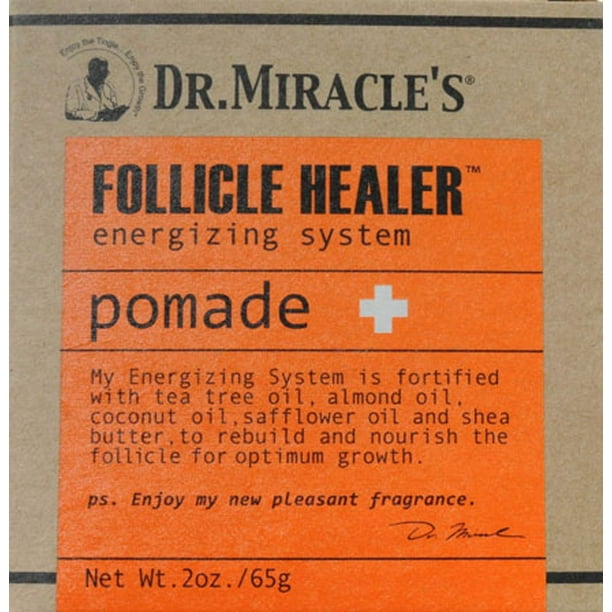 Enjoy the Tingle... Enjoy the Growth!
DR. MIRACLE'S®
FOLLICLE HEALER™
energizing system
pomade
My Energizing System is fortified
with tea tree oil, almond oil,
coconut oil,safflower oil and shea
butter,to rebuild and nourish the
follicle for optimum growth.
ps. Enjoy my new pleasant fragrance.
Dr. Miracle
Net Wt.2oz./65g